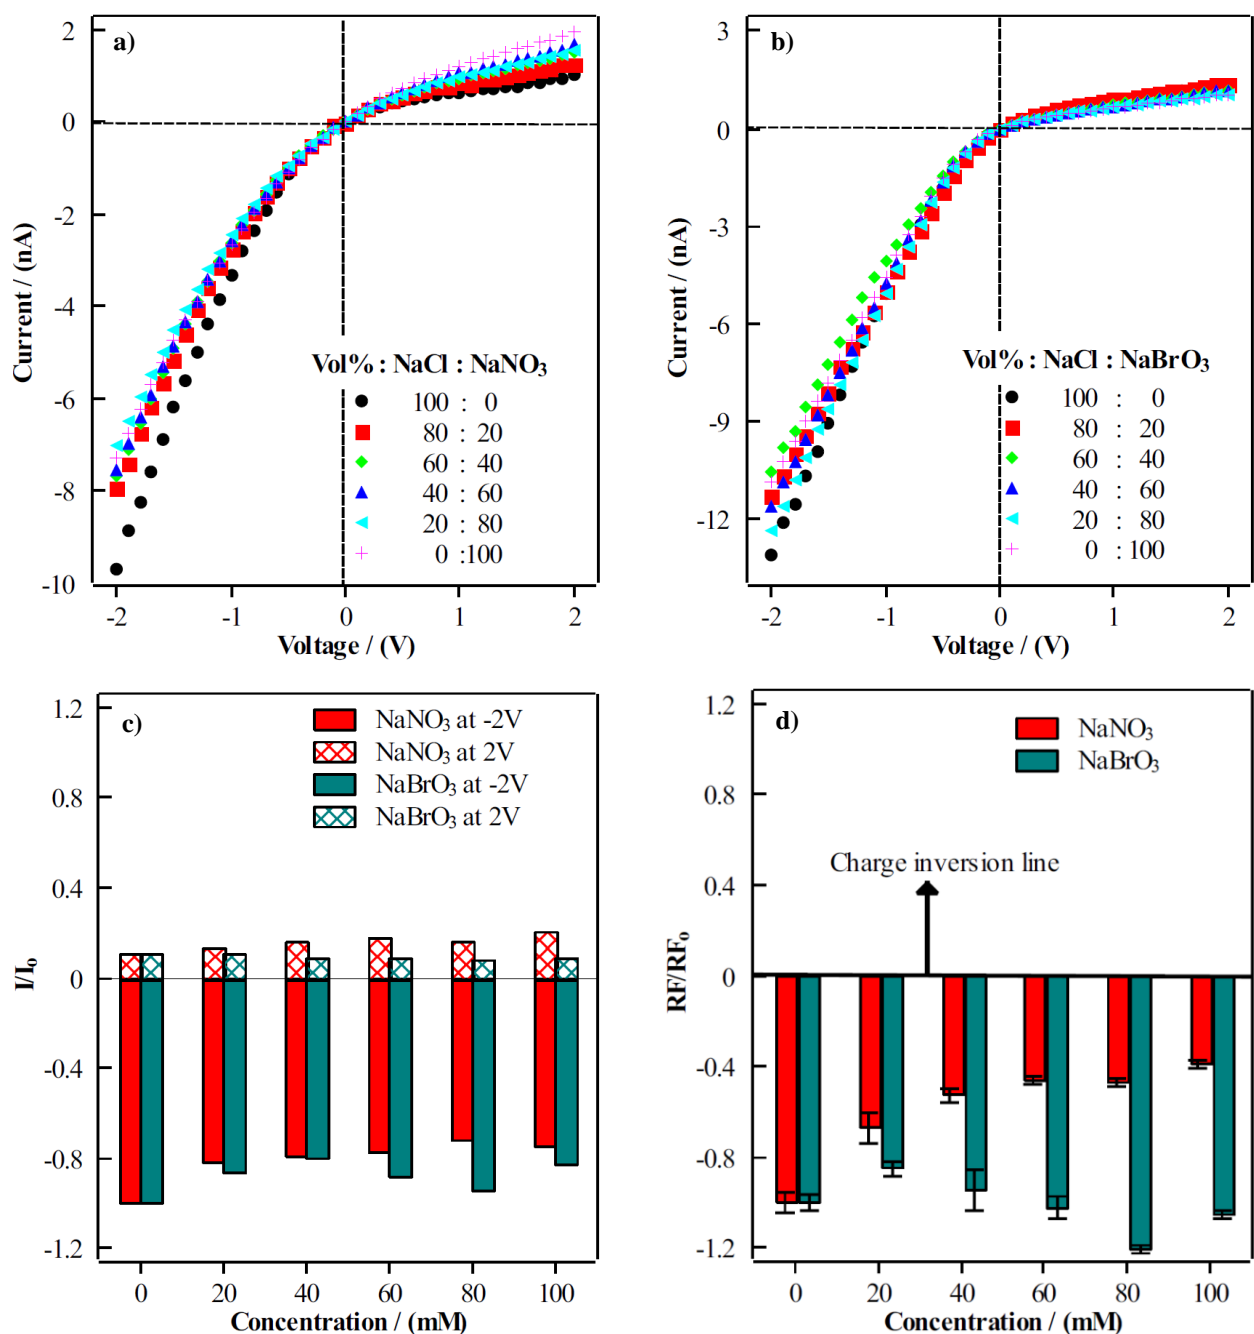 a)
2
0
-2
-4
-6
-8
-10
Current / (nA)
Vol% : NaCl : NaNO₃
100 : 0
80 : 20
60 : 40
40 : 60
20 : 80
0 :100
-2 -1 0 1 2
Voltage / (V)
b)
3
0
-3
-6
-9
-12
Current / (nA)
Vol% : NaCl : NaBrO₃
100 : 0
80 : 20
60 : 40
40 : 60
20 : 80
0 :100
-2 -1 0 1 2
Voltage / (V)
c)
1.2
0.8
0.4
0
-0.4
-0.8
-1.2
I/Iₒ
NaNO₃ at -2V
NaNO₃ at 2V
NaBrO₃ at -2V
NaBrO₃ at 2V
0 20 40 60 80 100
Concentration / (mM)
d)
1.2
0.8
0.4
0
-0.4
-0.8
-1.2
RF/RFₒ
NaNO₃
NaBrO₃
Charge inversion line
0 20 40 60 80 100
Concentration / (mM)